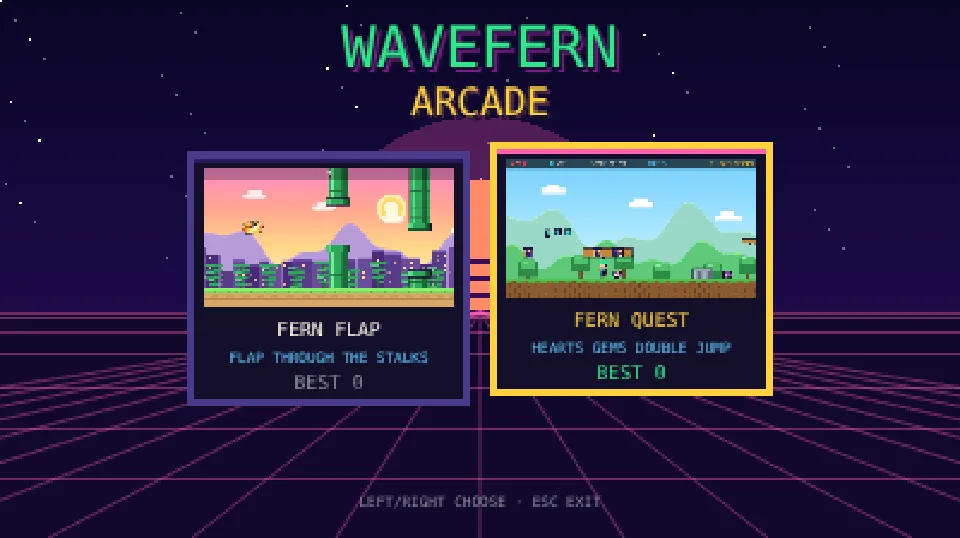 WAVEFERN
ARCADE
FERN FLAP
FLAP THROUGH THE STALKS
BEST 0
FERN QUEST
HEARTS GEMS DOUBLE JUMP
BEST 0
LEFT/RIGHT CHOOSE · ESC EXIT